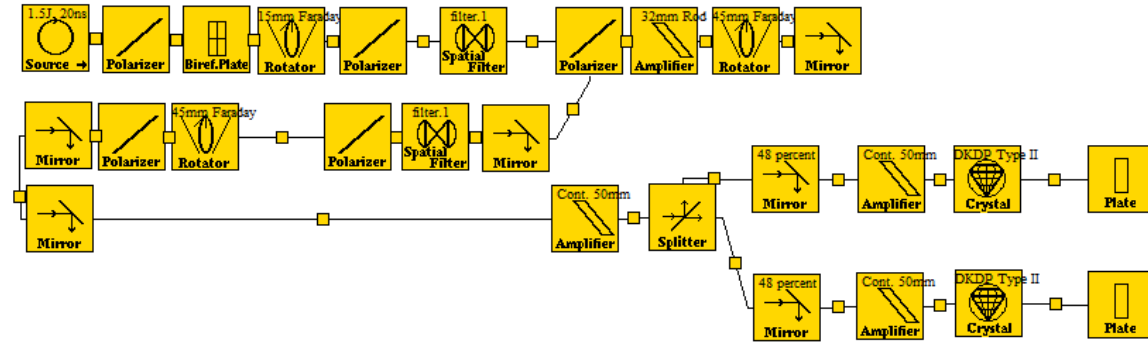 1.5J, 20ns
Source →
Polarizer
Biref.Plate
15mm Faraday
Rotator
Polarizer
filter.1
Spatial
Filter
Polarizer
32mm Rod
Amplifier
45mm Faraday
Rotator
Mirror
Mirror
Polarizer
45mm Faraday
Rotator
Polarizer
filter.1
Spatial
Filter
Mirror
Mirror
Cont. 50mm
Amplifier
Splitter
48 percent
Mirror
Cont. 50mm
Amplifier
DKDP Type II
Crystal
Plate
48 percent
Mirror
Cont. 50mm
Amplifier
DKDP Type II
Crystal
Plate